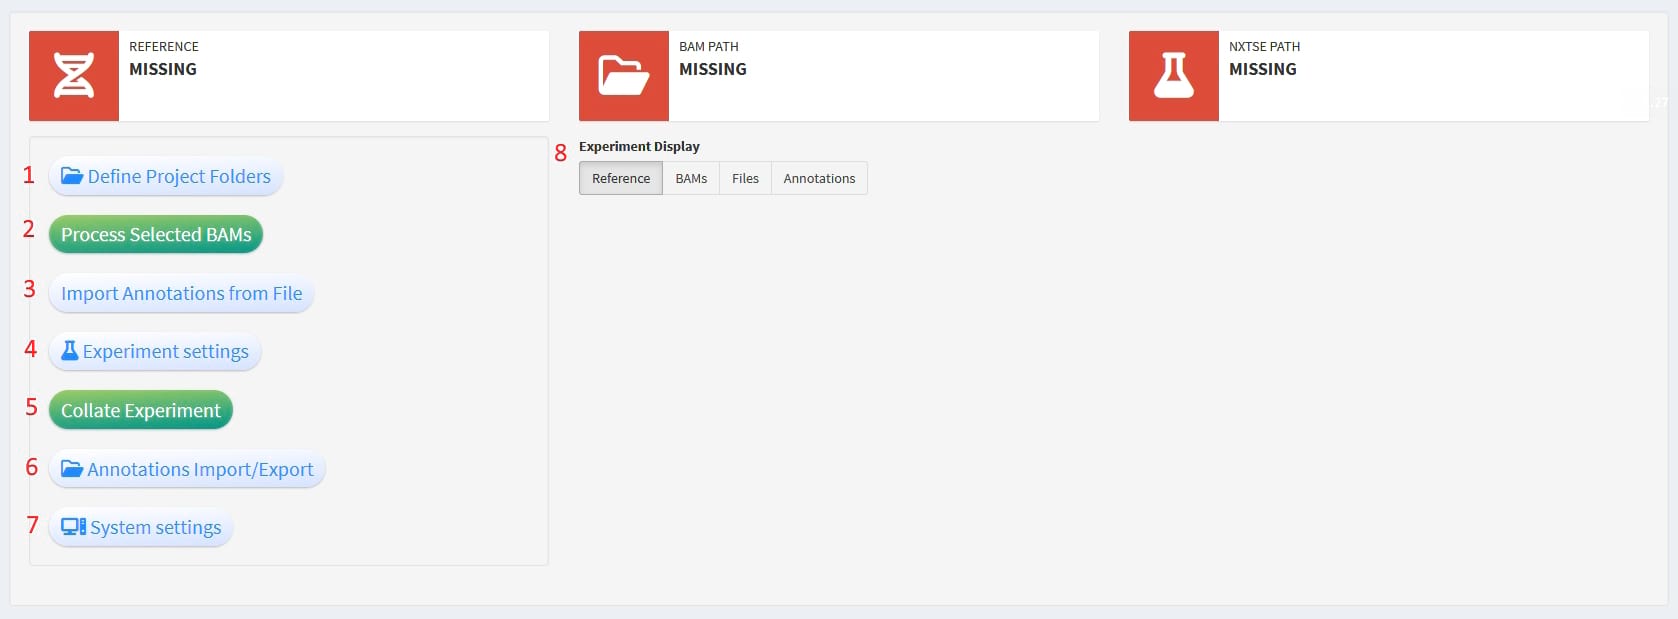 REFERENCE
MISSING
BAM PATH
MISSING
NXTSE PATH
MISSING
.27
1 Define Project Folders
2 Process Selected BAMs
3 Import Annotations from File
4 Experiment settings
5 Collate Experiment
6 Annotations Import/Export
7 System settings
8 Experiment Display
Reference BAMs Files Annotations